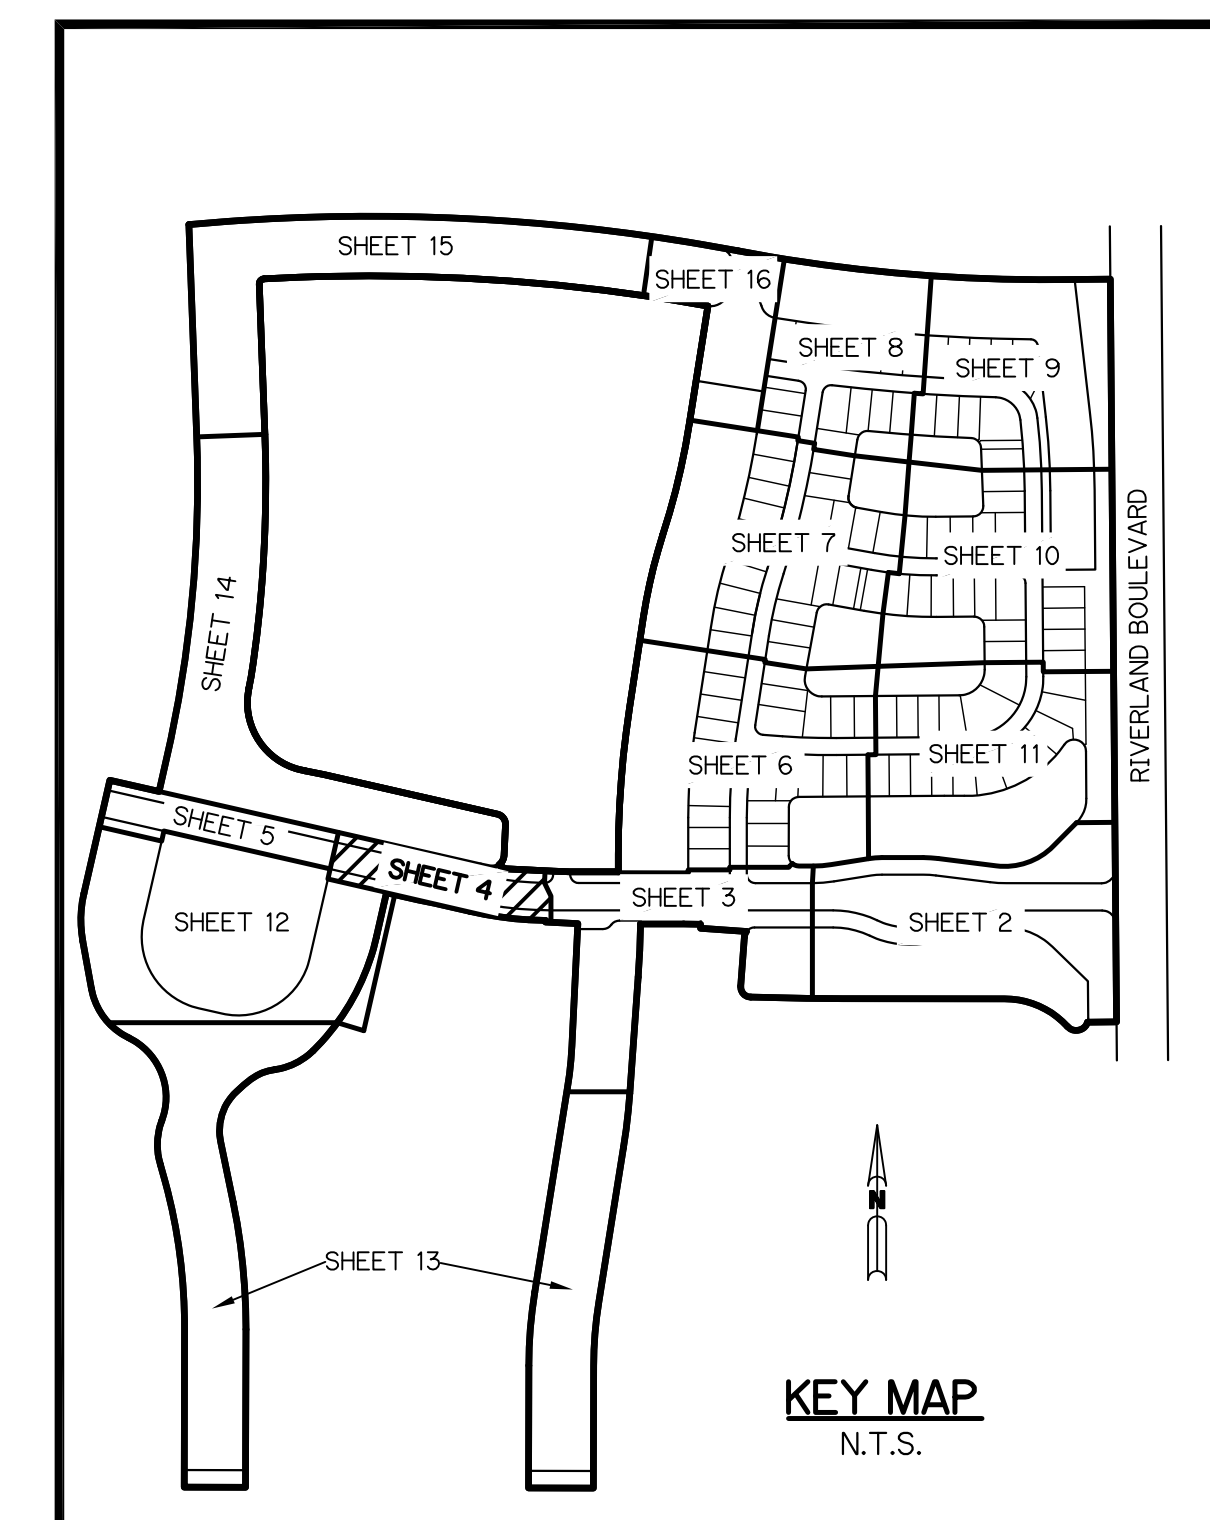 SHEET 15
SHEET 16
SHEET 8
SHEET 9
SHEET 7
SHEET 10
SHEET 14
RIVERLAND BOULEVARD
SHEET 6
SHEET 11
SHEET 5
SHEET 4
SHEET 3
SHEET 12
SHEET 2
N
SHEET 13
KEY MAP
N.T.S.